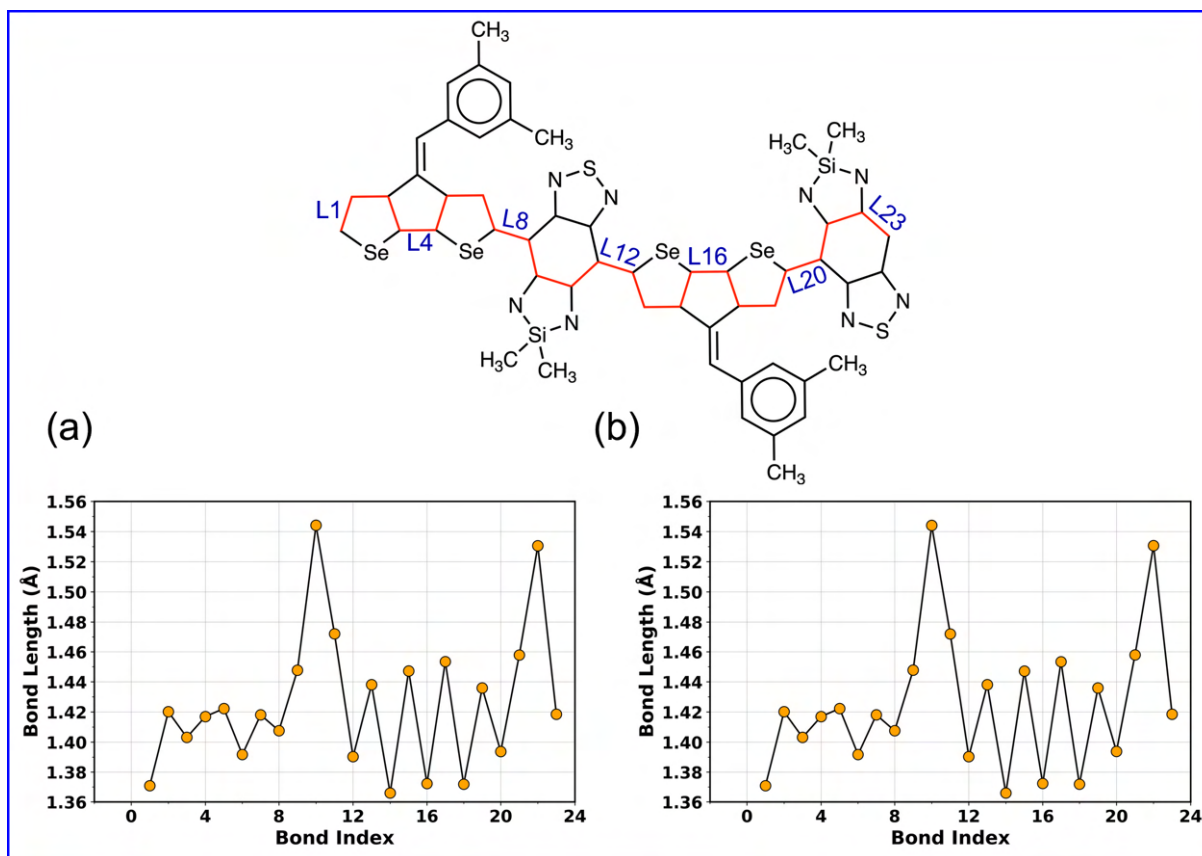 CH₃
CH₃
L1
Se
L4
Se
L8
N
S
N
N
Si
N
H₃C
CH₃
L12
Se
L16
Se
L20
CH₃
H₃C
Si
N
N
L23
N
N
S
CH₃
CH₃
(a)
(b)
Bond Length (Å)
1.56
1.54
1.52
1.50
1.48
1.46
1.44
1.42
1.40
1.38
1.36
0 4 8 12 16 20 24
Bond Index
Bond Length (Å)
1.56
1.54
1.52
1.50
1.48
1.46
1.44
1.42
1.40
1.38
1.36
0 4 8 12 16 20 24
Bond Index